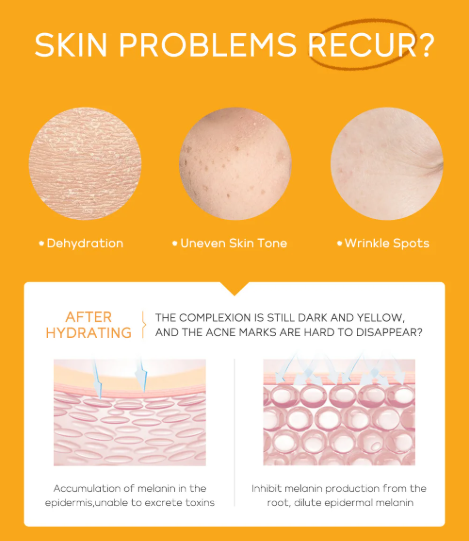 SKIN PROBLEMS RECUR?
• Dehydration
• Uneven Skin Tone
• Wrinkle Spots
AFTER
HYDRATING
THE COMPLEXION IS STILL DARK AND YELLOW,
AND THE ACNE MARKS ARE HARD TO DISAPPEAR?
Accumulation of melanin in the
epidermis,unable to excrete toxins
Inhibit melanin production from the
root, dilute epidermal melanin